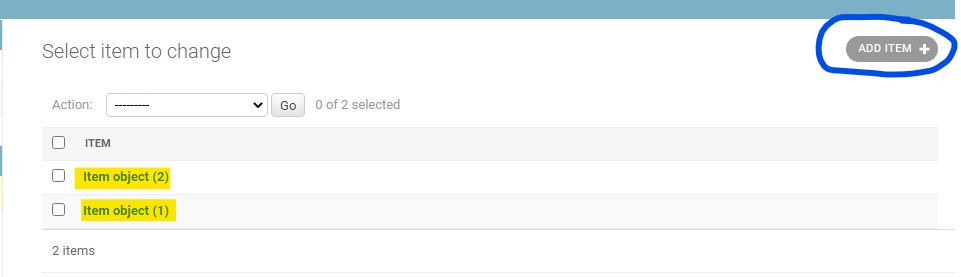 Select item to change
ADD ITEM +
Action: --------- Go 0 of 2 selected
ITEM
Item object (2)
Item object (1)
2 items